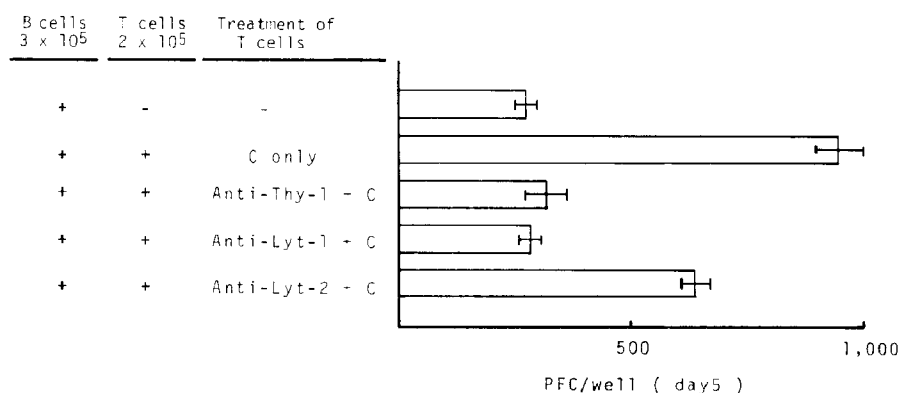 B cells T cells Treatment of
3 x 10⁵ 2 x 10⁵ T cells
+ - -
+ + C only
+ + Anti-Thy-1 - C
+ + Anti-Lyt-1 + C
+ + Anti-Lyt-2 - C
500 1,000
PFC/well ( day5 )